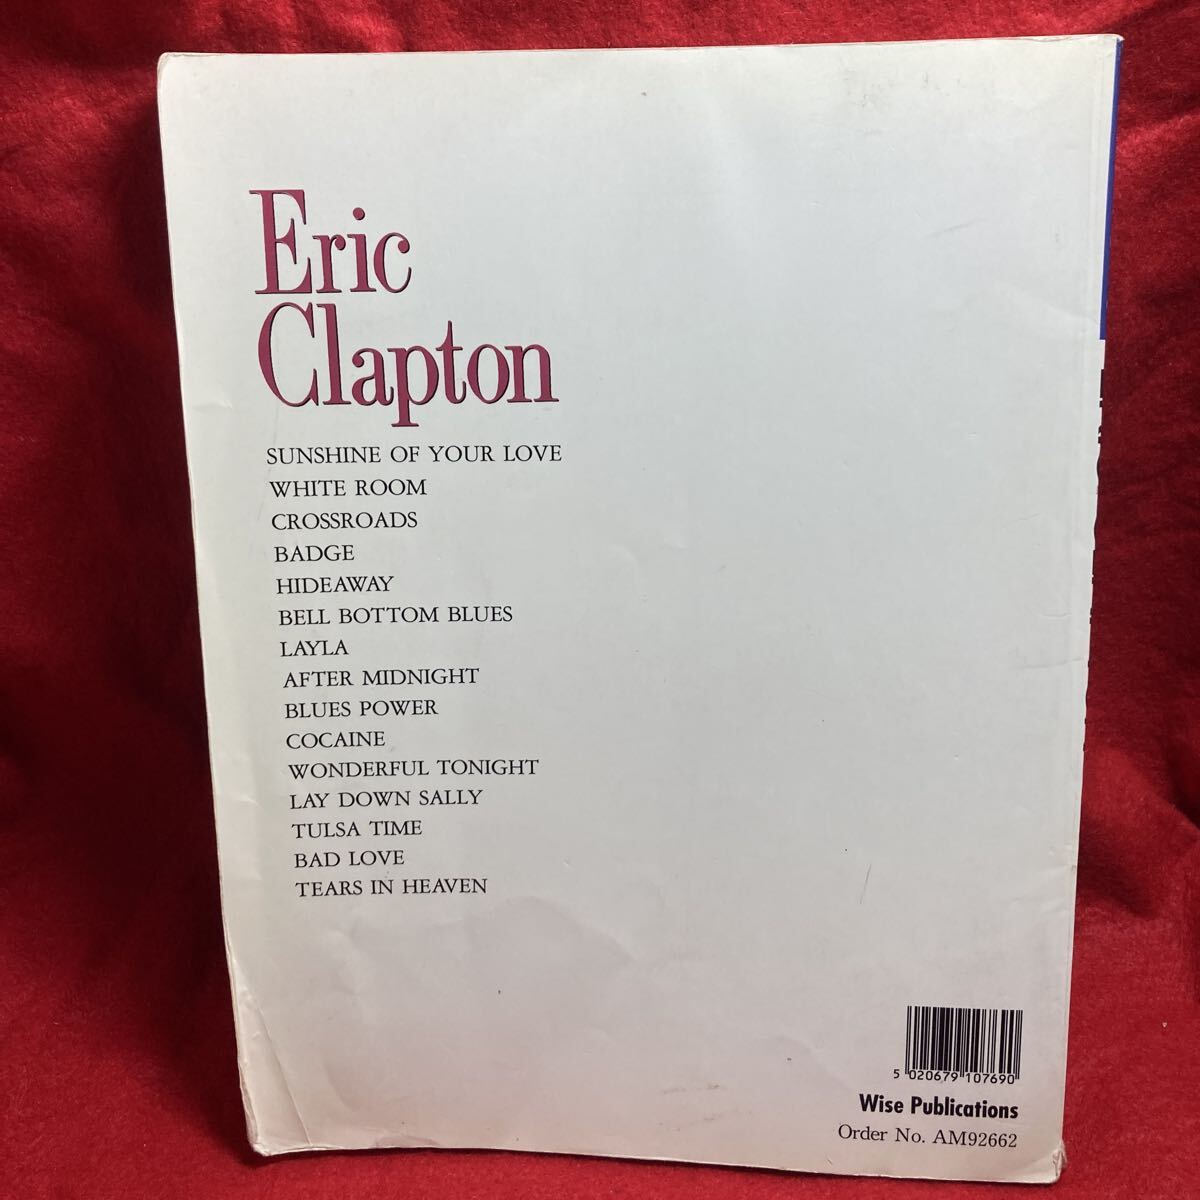 Eric
Clapton
SUNSHINE OF YOUR LOVE
WHITE ROOM
CROSSROADS
BADGE
HIDEAWAY
BELL BOTTOM BLUES
LAYLA
AFTER MIDNIGHT
BLUES POWER
COCAINE
WONDERFUL TONIGHT
LAY DOWN SALLY
TULSA TIME
BAD LOVE
TEARS IN HEAVEN
5 020679 107690
Wise Publications
Order No. AM92662